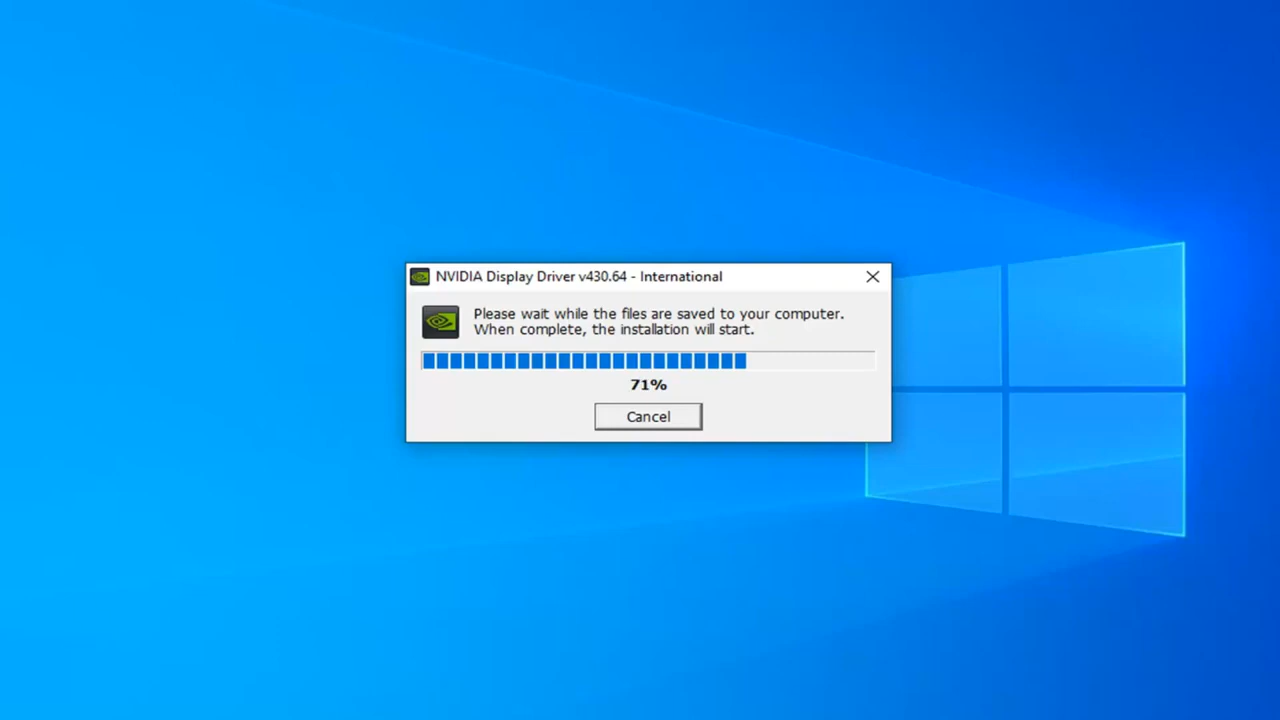 NVIDIA Display Driver v430.64 - International
Please wait while the files are saved to your computer.
When complete, the installation will start.
71%
Cancel